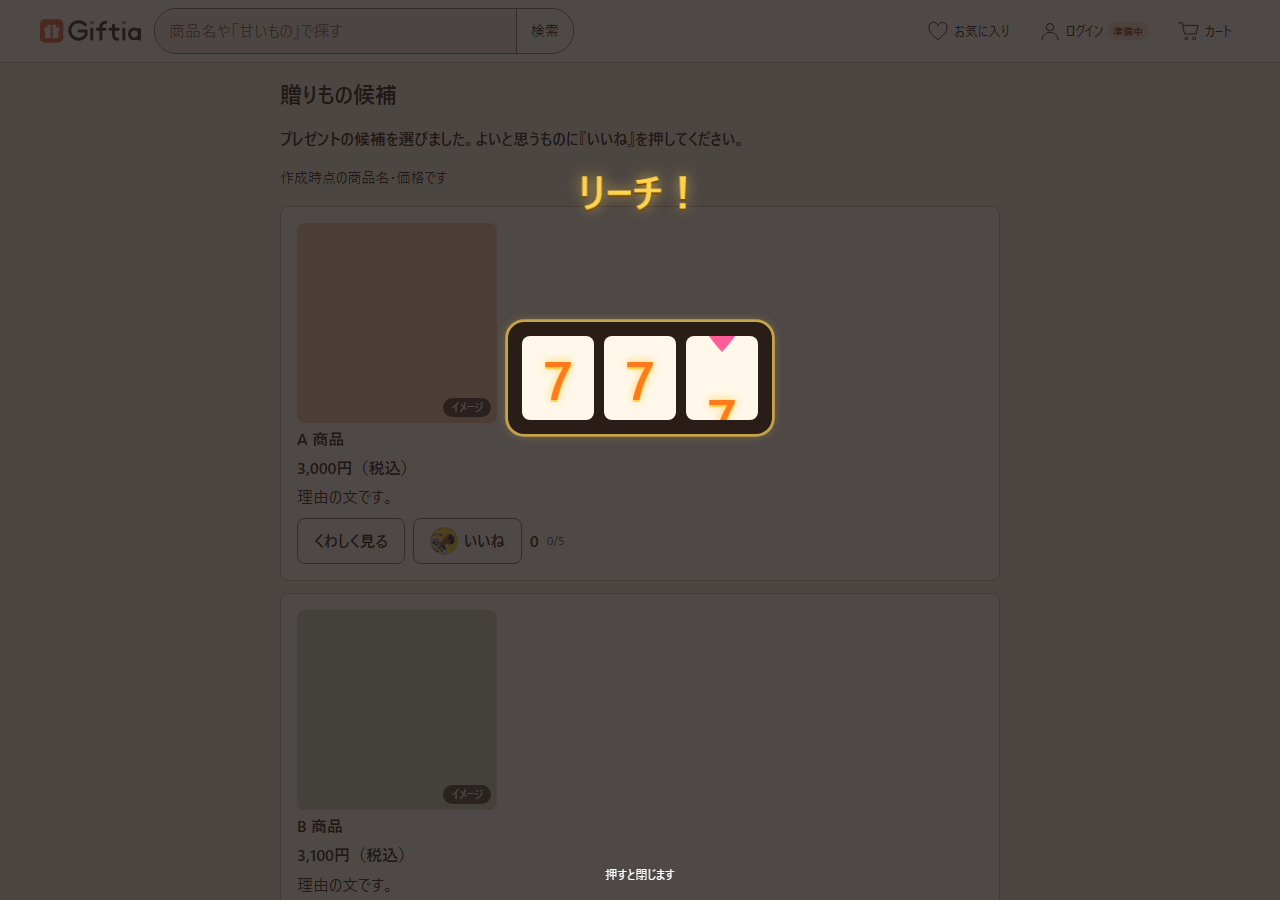 Giftia
商品名や「甘いもの」で探す
検索
お気に入り
ログイン 準備中
カート
贈りもの候補
プレゼントの候補を選びました。よいと思うものに『いいね』を押してください。
作成時点の商品名・価格です
リーチ！
7 7 7
イメージ
A 商品
3,000円（税込）
理由の文です。
くわしく見る
いいね
0 0/5
イメージ
B 商品
3,100円（税込）
理由の文です。
押すと閉じます